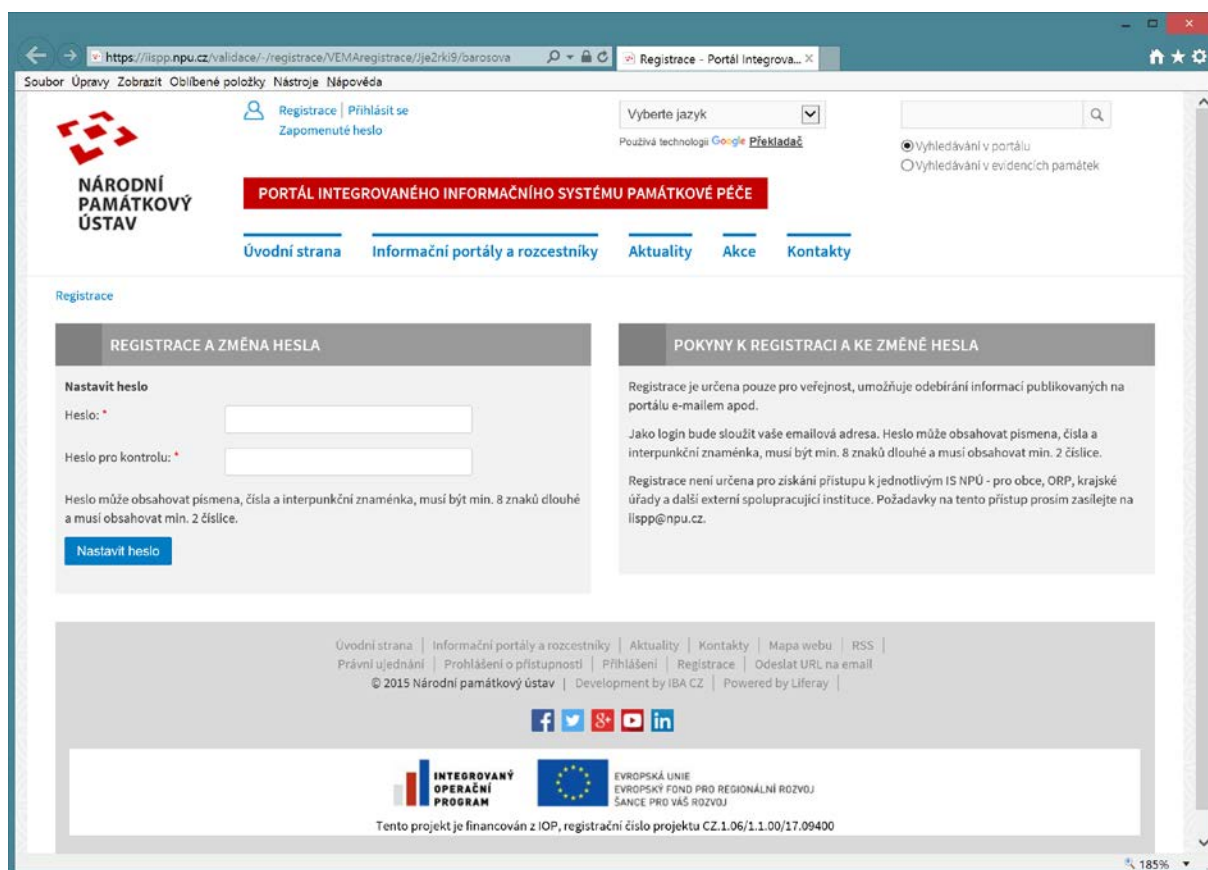 https://iispp.npu.cz/validace/-/registrace/VEMAregistrace/Jje2rki9/barosova
Registrace - Portál Integrova...
Soubor Úpravy Zobrazit Oblíbené položky Nástroje Nápověda
NÁRODNÍ
PAMÁTKOVÝ
ÚSTAV
Registrace | Přihlásit se
Zapomenuté heslo
Vyberte jazyk
Používá technologii Google Překladač
Vyhledávání v portálu
Vyhledávání v evidencích památek
PORTÁL INTEGROVANÉHO INFORMAČNÍHO SYSTÉMU PAMÁTKOVÉ PÉČE
Úvodní strana Informační portály a rozcestníky Aktuality Akce Kontakty
Registrace
REGISTRACE A ZMĚNA HESLA
Nastavit heslo
Heslo: *
Heslo pro kontrolu: *
Heslo může obsahovat písmena, čísla a interpunkční znaménka, musí být min. 8 znaků dlouhé
a musí obsahovat min. 2 číslice.
Nastavit heslo
POKYNY K REGISTRACI A KE ZMĚNĚ HESLA
Registrace je určena pouze pro veřejnost, umožňuje odebírání informací publikovaných na
portálu e-mailem apod.
Jako login bude sloužit vaše emailová adresa. Heslo může obsahovat písmena, čísla a
interpunkční znaménka, musí být min. 8 znaků dlouhé a musí obsahovat min. 2 číslice.
Registrace není určena pro získání přístupu k jednotlivým IS NPÚ - pro obce, ORP, krajské
úřady a další externí spolupracující instituce. Požadavky na tento přístup prosím zasílejte na
iispp@npu.cz.
Úvodní strana | Informační portály a rozcestníky | Aktuality | Kontakty | Mapa webu | RSS |
Právní ujednání | Prohlášení o přístupnosti | Přihlášení | Registrace | Odeslat URL na email
© 2015 Národní památkový ústav | Development by IBA CZ | Powered by Liferay |
INTEGROVANÝ
OPERAČNÍ
PROGRAM
EVROPSKÁ UNIE
EVROPSKÝ FOND PRO REGIONÁLNÍ ROZVOJ
ŠANCE PRO VÁŠ ROZVOJ
Tento projekt je financován z IOP, registrační číslo projektu CZ.1.06/1.1.00/17.09400
185%